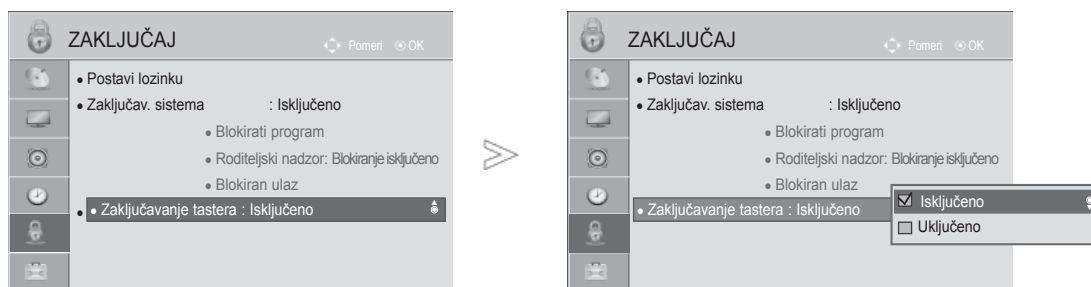 ZAKLJUČAJ
Pomeri OK
• Postavi lozinku
• Zaključav. sistema : Isključeno
• Blokirati program
• Roditeljski nadzor: Blokiranje isključeno
• Blokiran ulaz
• • Zaključavanje tastera : Isključeno
ZAKLJUČAJ
Pomeri OK
• Postavi lozinku
• Zaključav. sistema : Isključeno
• Blokirati program
• Roditeljski nadzor: Blokiranje isključeno
• Blokiran ulaz
• Zaključavanje tastera : Isključeno
Isključeno
Uključeno